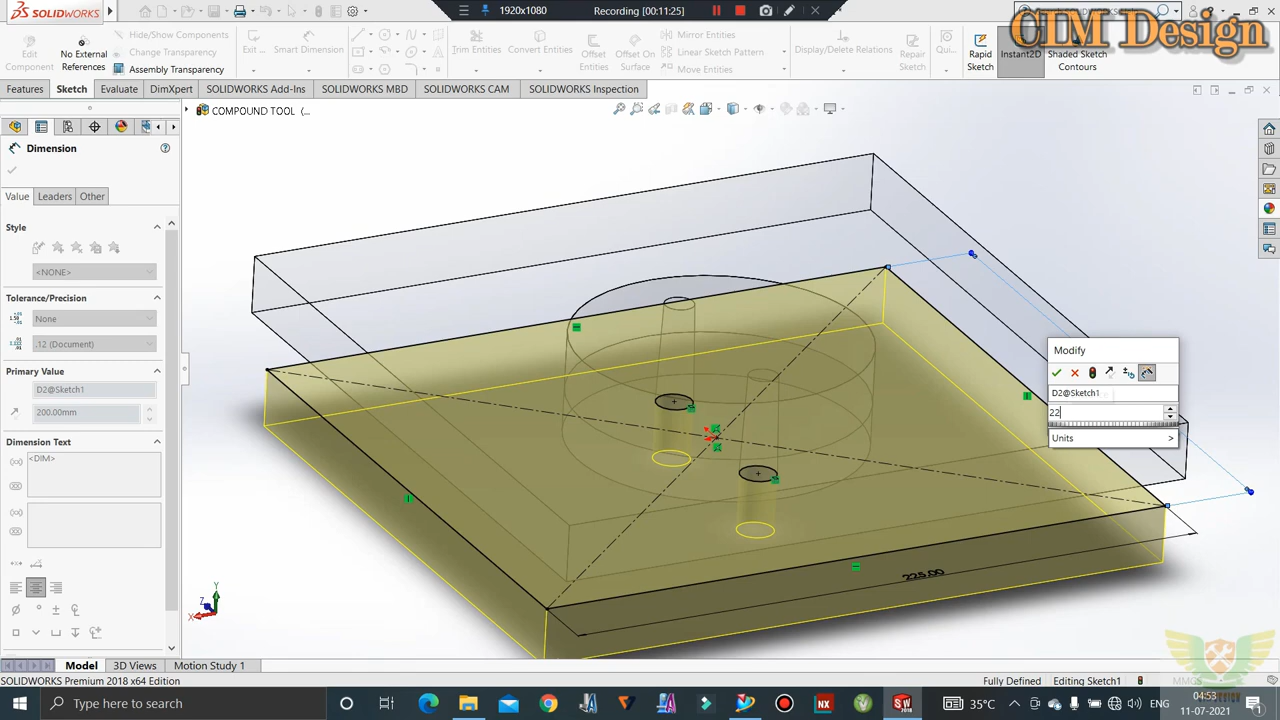 SOLIDWORKS
1920x1080
Recording [00:11:25]
CIM Design
Edit Component
No External References
Hide/Show Components
Change Transparency
Assembly Transparency
Exit ...
Smart Dimension
Trim Entities
Convert Entities
Offset Entities
Offset On Surface
Mirror Entities
Linear Sketch Pattern
Move Entities
Display/Delete Relations
Repair Sketch
Qui...
Rapid Sketch
Instant2D
Shaded Sketch Contours
Features
Sketch
Evaluate
DimXpert
SOLIDWORKS Add-Ins
SOLIDWORKS MBD
SOLIDWORKS CAM
SOLIDWORKS Inspection
COMPOUND TOOL (...
Dimension
Value
Leaders
Other
Style
<NONE>
Tolerance/Precision
None
.12 (Document)
Primary Value
D2@Sketch1
200.00mm
Dimension Text
<DIM>
Modify
D2@Sketch1
22
Units >
225.00
Y
Z
X
Model
3D Views
Motion Study 1
SOLIDWORKS Premium 2018 x64 Edition
Fully Defined
Editing Sketch1
MMGS
Type here to search
35°C
ENG
04:53
11-07-2021